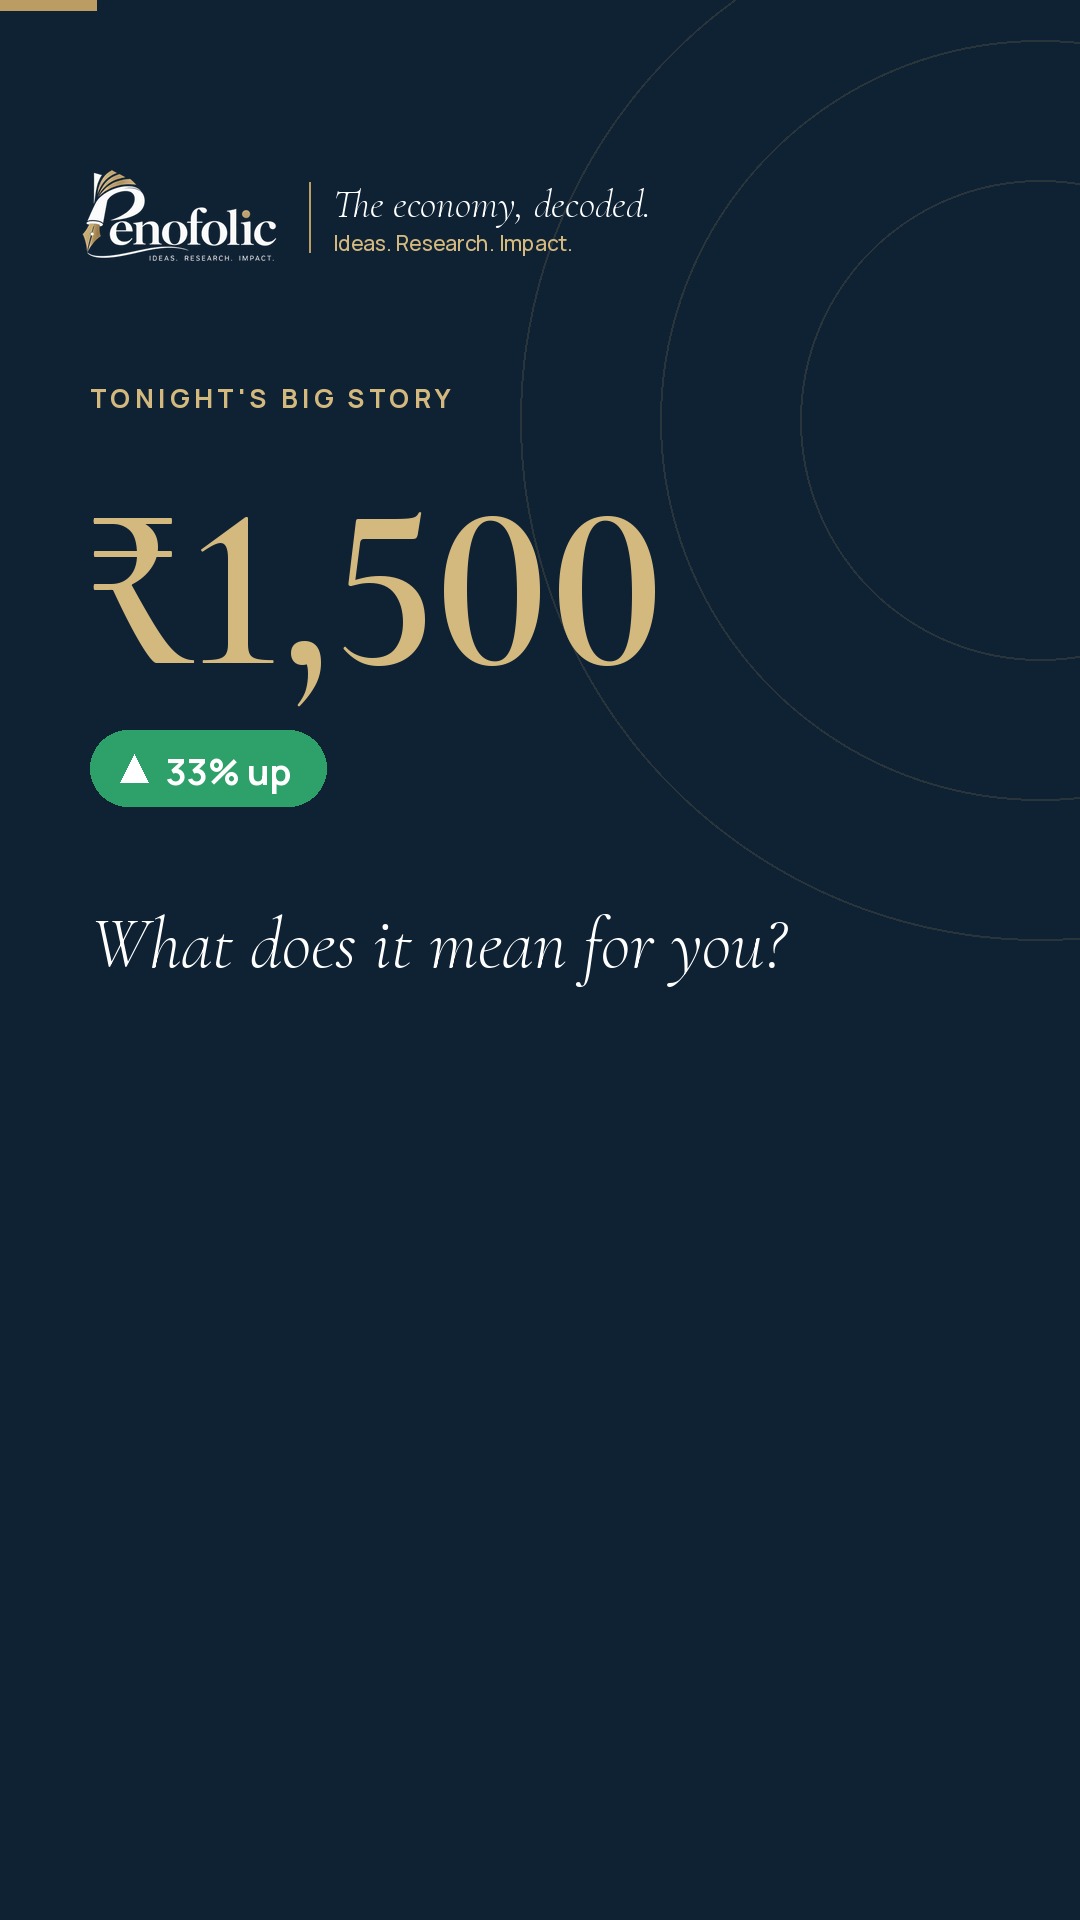 Penofolic
IDEAS. RESEARCH. IMPACT.
The economy, decoded.
Ideas. Research. Impact.
TONIGHT'S BIG STORY
₹1,500
▲ 33% up
What does it mean for you?